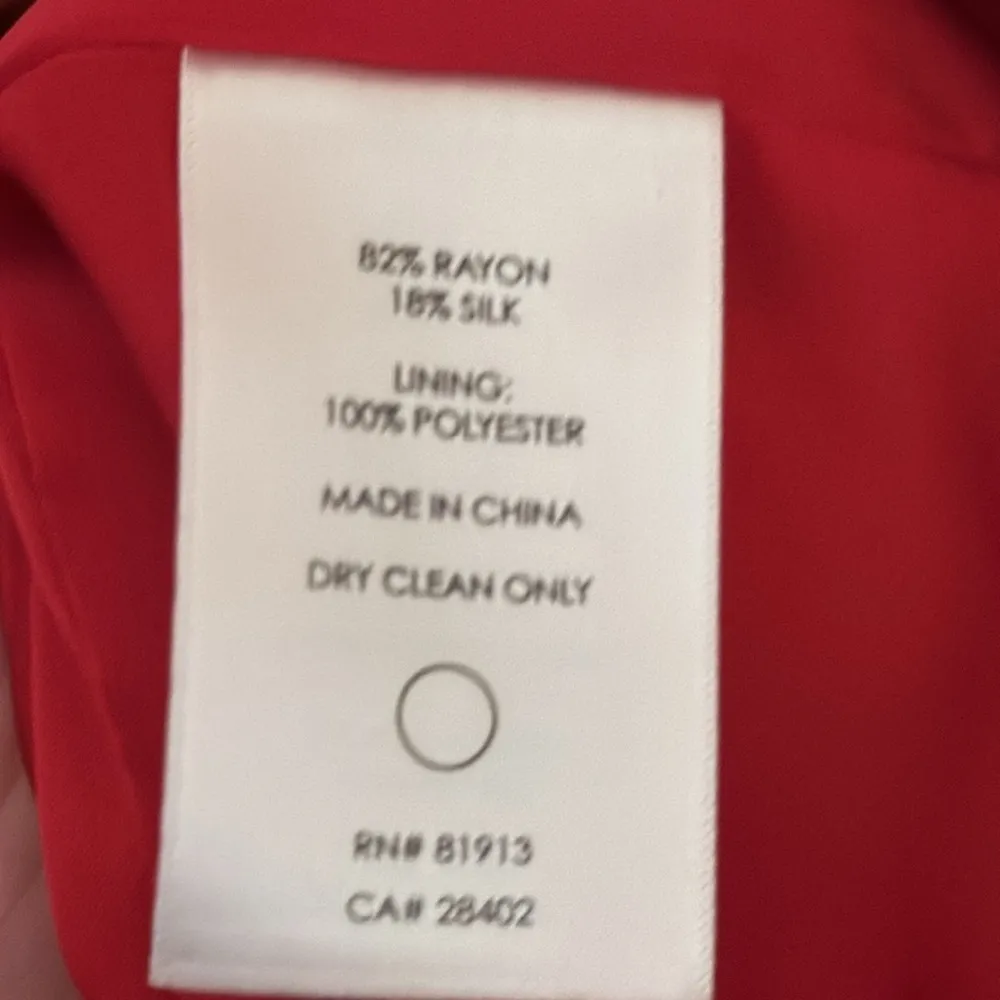 82% RAYON
18% SILK
LINING:
100% POLYESTER
MADE IN CHINA
DRY CLEAN ONLY
RN# 81913
CA# 28402